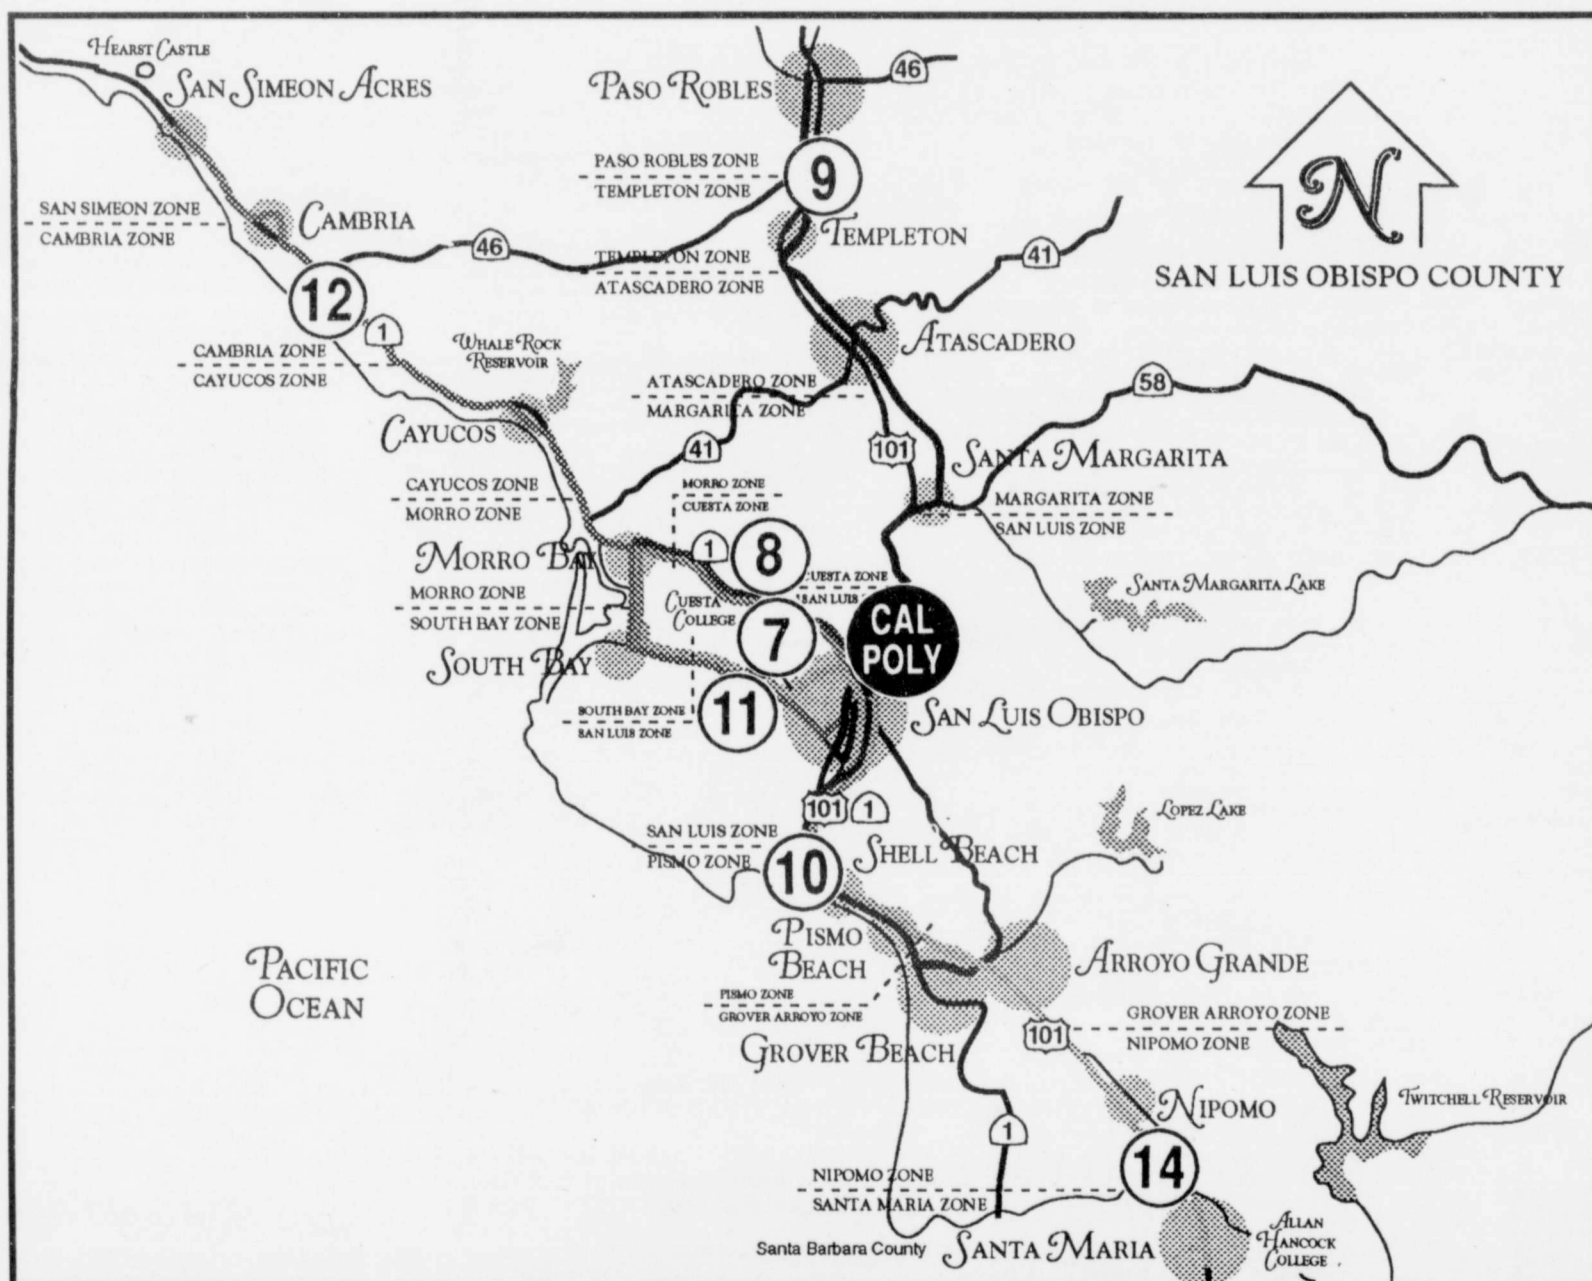 HEARST CASTLE
SAN SIMEON ACRES
PASO ROBLES
46
N
SAN LUIS OBISPO COUNTY
PASO ROBLES ZONE
TEMPLETON ZONE
9
SAN SIMEON ZONE
CAMBRIA ZONE
CAMBRIA
46
TEMPLETON
TEMPLETON ZONE
ATASCADERO ZONE
41
12
1
CAMBRIA ZONE
CAYUCOS ZONE
WHALE ROCK
RESERVOIR
ATASCADERO
ATASCADERO ZONE
MARGARITA ZONE
58
CAYUCOS
41
101
SANTA MARGARITA
CAYUCOS ZONE
MORRO ZONE
MORRO ZONE
CUESTA ZONE
MARGARITA ZONE
SAN LUIS ZONE
MORRO BAY
1
8
CUESTA ZONE
SAN LUIS
SANTA MARGARITA LAKE
MORRO ZONE
SOUTH BAY ZONE
CUESTA
COLLEGE
7
CAL
POLY
SOUTH BAY
11
SOUTH BAY ZONE
SAN LUIS ZONE
SAN LUIS OBISPO
101
1
LOPEZ LAKE
SAN LUIS ZONE
PISMO ZONE
10
SHELL BEACH
PISMO
BEACH
PACIFIC
OCEAN
ARROYO GRANDE
PISMO ZONE
GROVER ARROYO ZONE
GROVER BEACH
101
GROVER ARROYO ZONE
NIPOMO ZONE
NIPOMO
TWITCHELL RESERVOIR
1
14
NIPOMO ZONE
SANTA MARIA ZONE
Santa Barbara County
SANTA MARIA
ALLAN
HANCOCK
COLLEGE